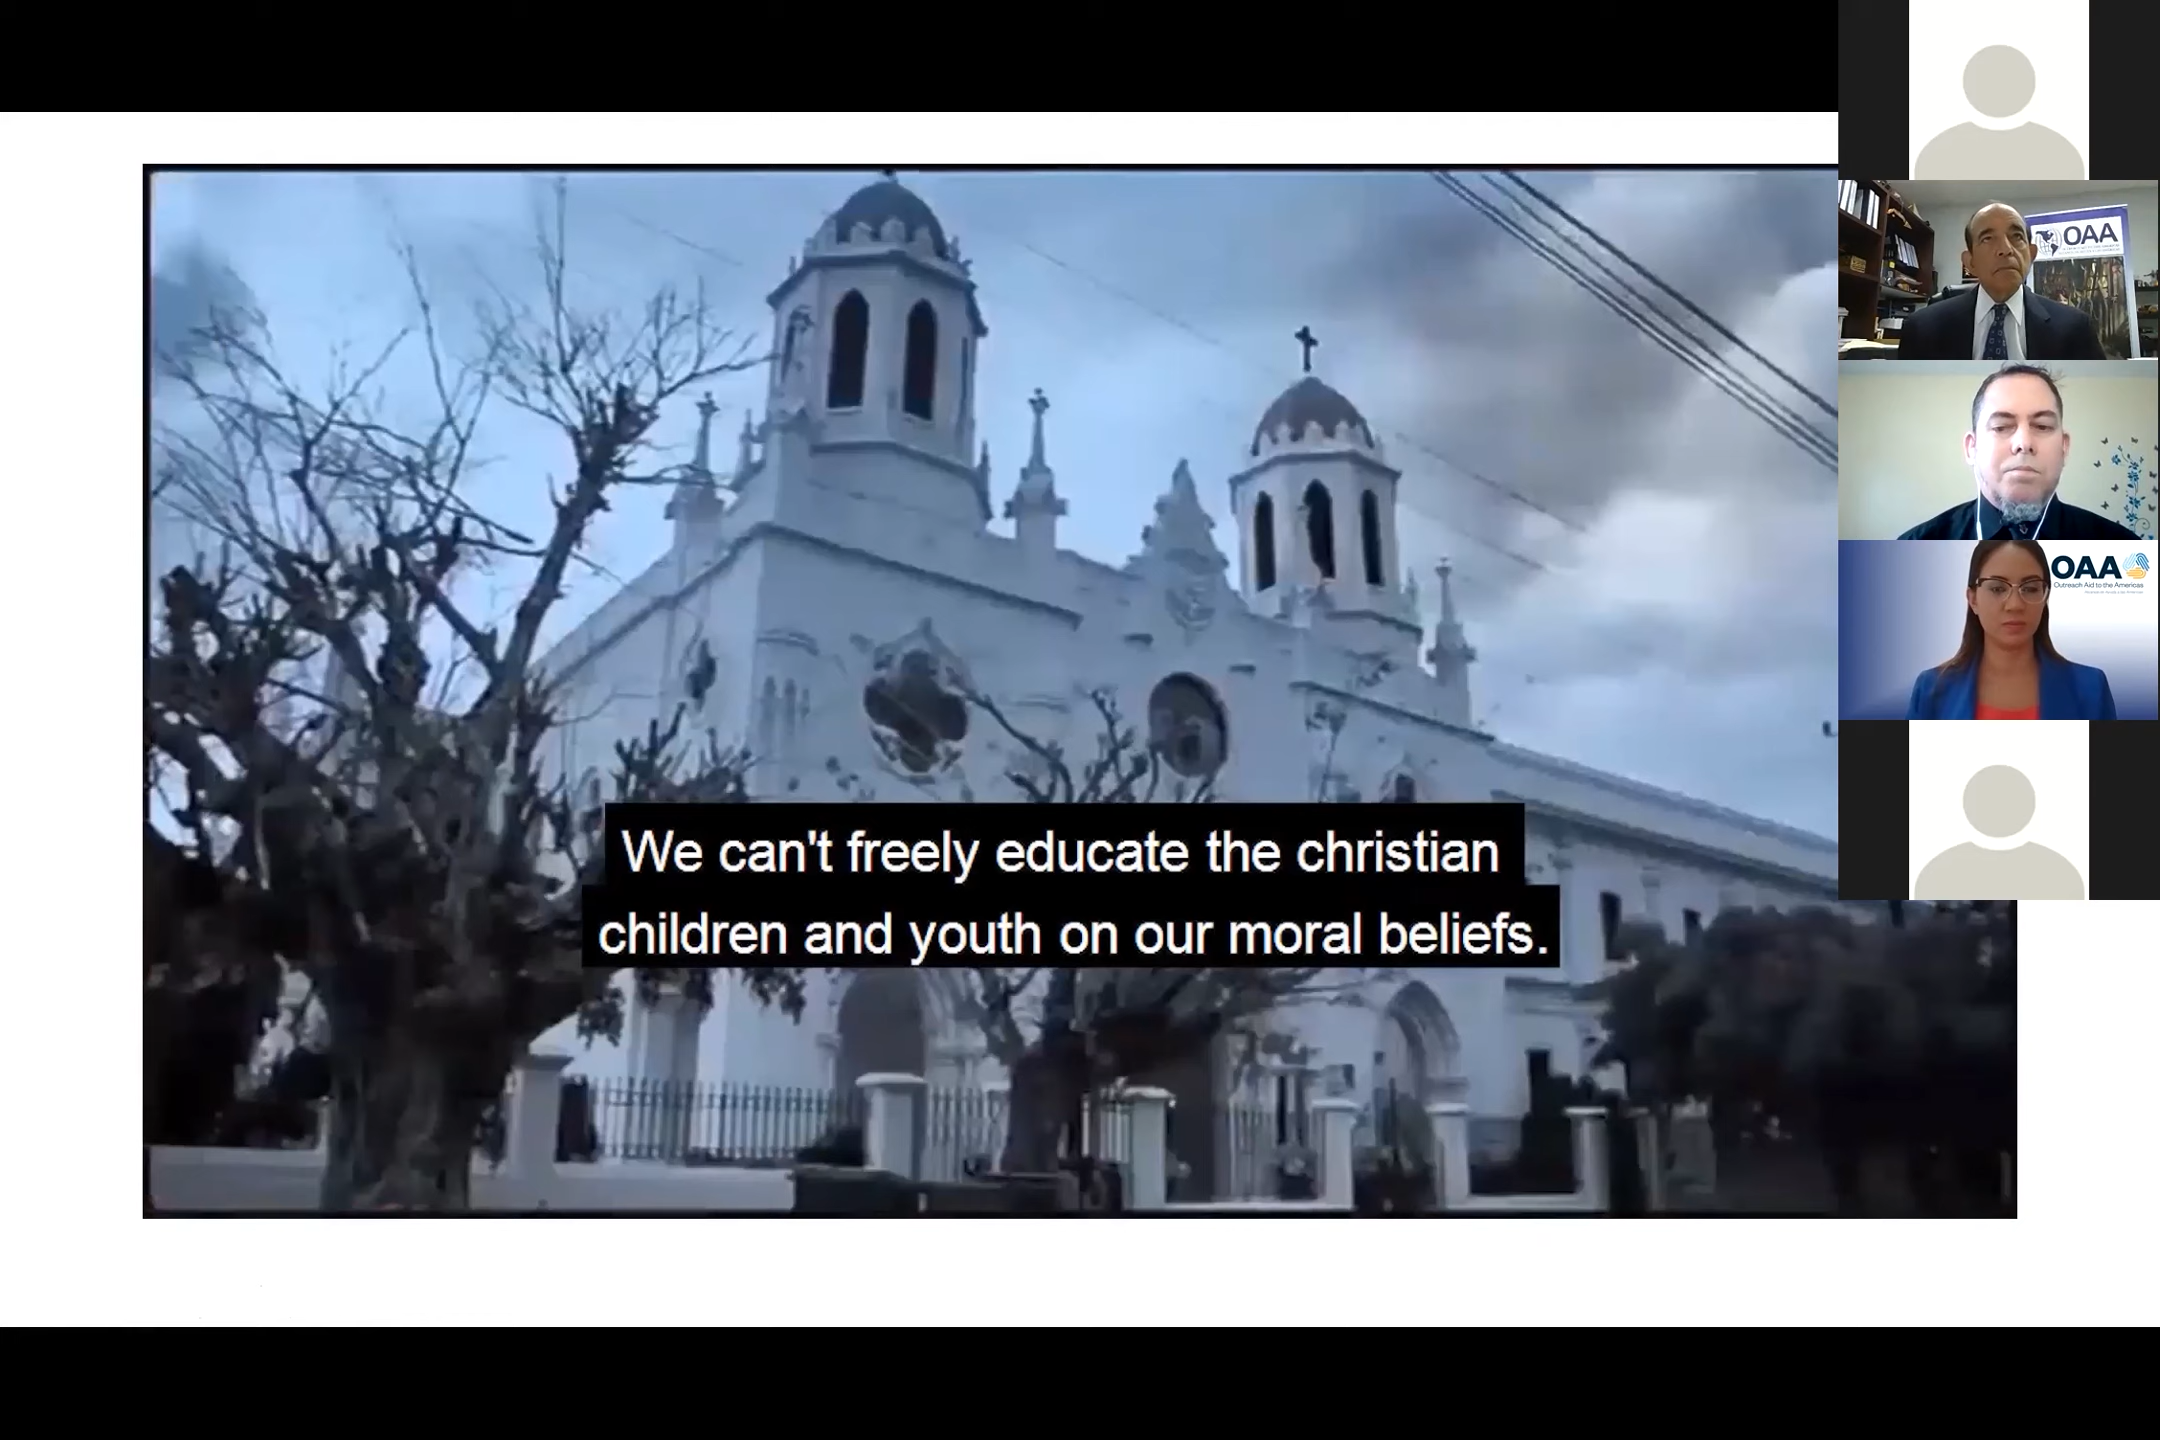 OAA
We can't freely educate the christian
children and youth on our moral beliefs.
OAA
Outreach Aid to the Americas